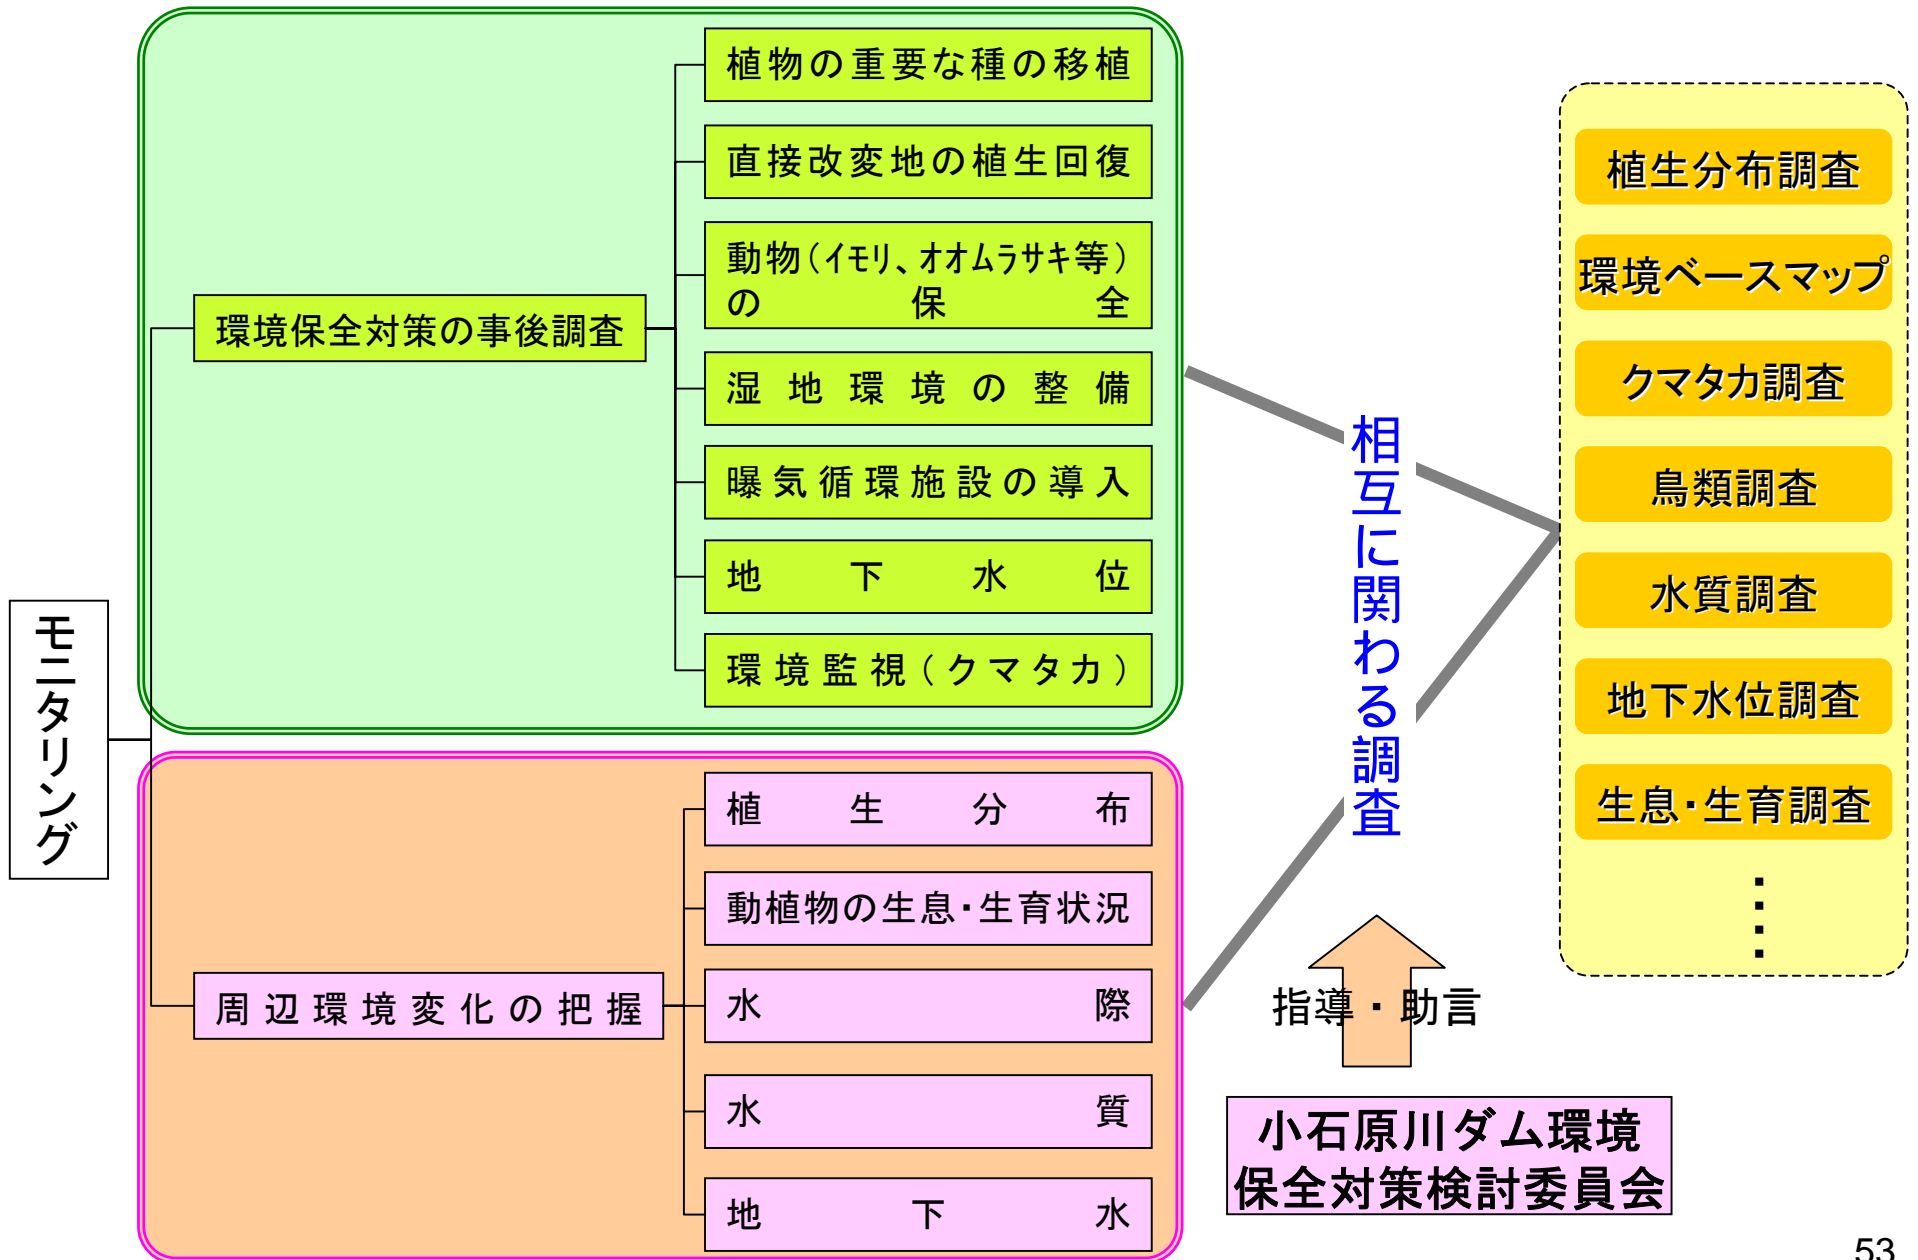 モニタリング
環境保全対策の事後調査
植物の重要な種の移植
直接改変地の植生回復
動物(イモリ、オオムラサキ等)
の保全
湿地環境の整備
曝気循環施設の導入
地下水位
環境監視(クマタカ)
周辺環境変化の把握
植生分布
動植物の生息・生育状況
水際
水質
地下水
相互に関わる調査
指導・助言
小石原川ダム環境
保全対策検討委員会
植生分布調査
環境ベースマップ
クマタカ調査
鳥類調査
水質調査
地下水位調査
生息・生育調査
・・・・
53